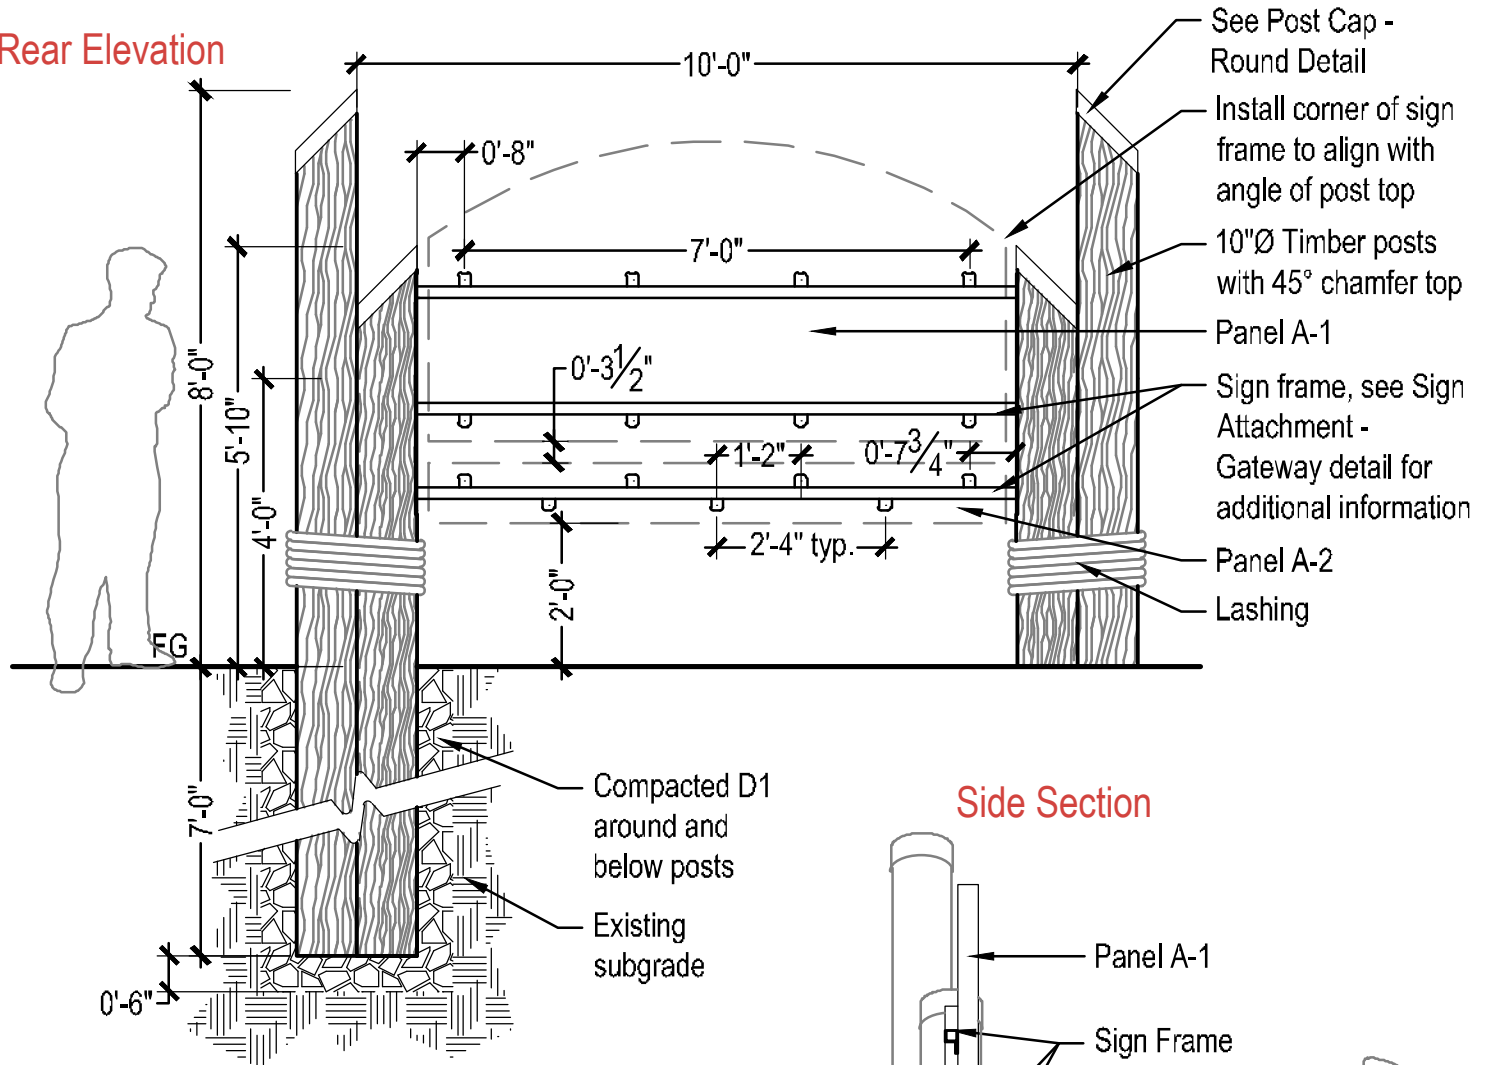 Rear Elevation
10'-0"
See Post Cap -
Round Detail
Install corner of sign
frame to align with
angle of post top
0'-8"
7'-0"
10"Ø Timber posts
with 45° chamfer top
Panel A-1
8'-0"
5'-10"
4'-0"
0'-3 1/2"
Sign frame, see Sign
Attachment -
Gateway detail for
additional information
1'-2"
0'-7 3/4"
2'-4" typ.
2'-0"
Panel A-2
Lashing
FG
7'-0"
Compacted D1
around and
below posts
Existing
subgrade
0'-6"
Side Section
Panel A-1
Sign Frame